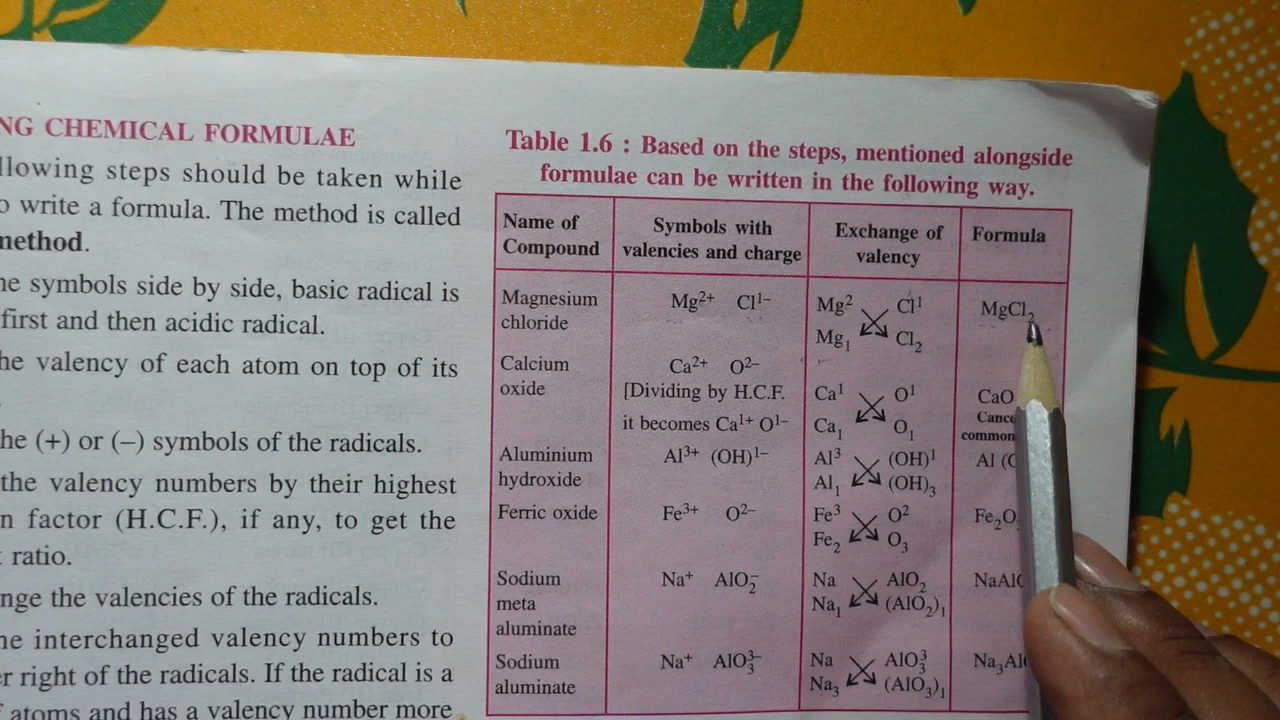 NG CHEMICAL FORMULAE
llowing steps should be taken while
o write a formula. The method is called
method.
he symbols side by side, basic radical is
first and then acidic radical.
he valency of each atom on top of its
he (+) or (–) symbols of the radicals.
the valency numbers by their highest
n factor (H.C.F.), if any, to get the
t ratio.
nge the valencies of the radicals.
he interchanged valency numbers to
er right of the radicals. If the radical is a
f atoms and has a valency number more
Table 1.6 : Based on the steps, mentioned alongside
formulae can be written in the following way.
Name of Compound | Symbols with valencies and charge | Exchange of valency | Formula
Magnesium chloride | Mg²⁺ Cl¹⁻ | Mg² Cl¹ Mg₁ Cl₂ | MgCl₂
Calcium oxide | Ca²⁺ O²⁻ [Dividing by H.C.F. it becomes Ca¹⁺ O¹⁻ | Ca¹ O¹ Ca₁ O₁ | CaO Cance common
Aluminium hydroxide | Al³⁺ (OH)¹⁻ | Al³ (OH)¹ Al₁ (OH)₃ | Al (O
Ferric oxide | Fe³⁺ O²⁻ | Fe³ O² Fe₂ O₃ | Fe₂O
Sodium meta aluminate | Na⁺ AlO₂⁻ | Na AlO₂ Na₁ (AlO₂)₁ | NaAlO
Sodium aluminate | Na⁺ AlO₃³⁻ | Na AlO₃³ Na₃ (AlO₃)₁ | Na₃Al